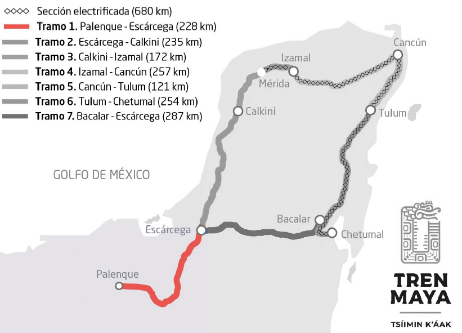 Sección electrificada (680 km)
Tramo 1. Palenque - Escárcega (228 km)
Tramo 2. Escárcega - Calkini (235 km)
Tramo 3. Calkini - Izamal (172 km)
Tramo 4. Izamal - Cancún (257 km)
Tramo 5. Cancún - Tulum (121 km)
Tramo 6. Tulum - Chetumal (254 km)
Tramo 7. Bacalar - Escárcega (287 km)
Cancún
Izamal
Mérida
Calkini
Tulum
GOLFO DE MÉXICO
Bacalar
Escárcega
Chetumal
Palenque
TREN
MAYA
TSÍIMIN K'ÁAK